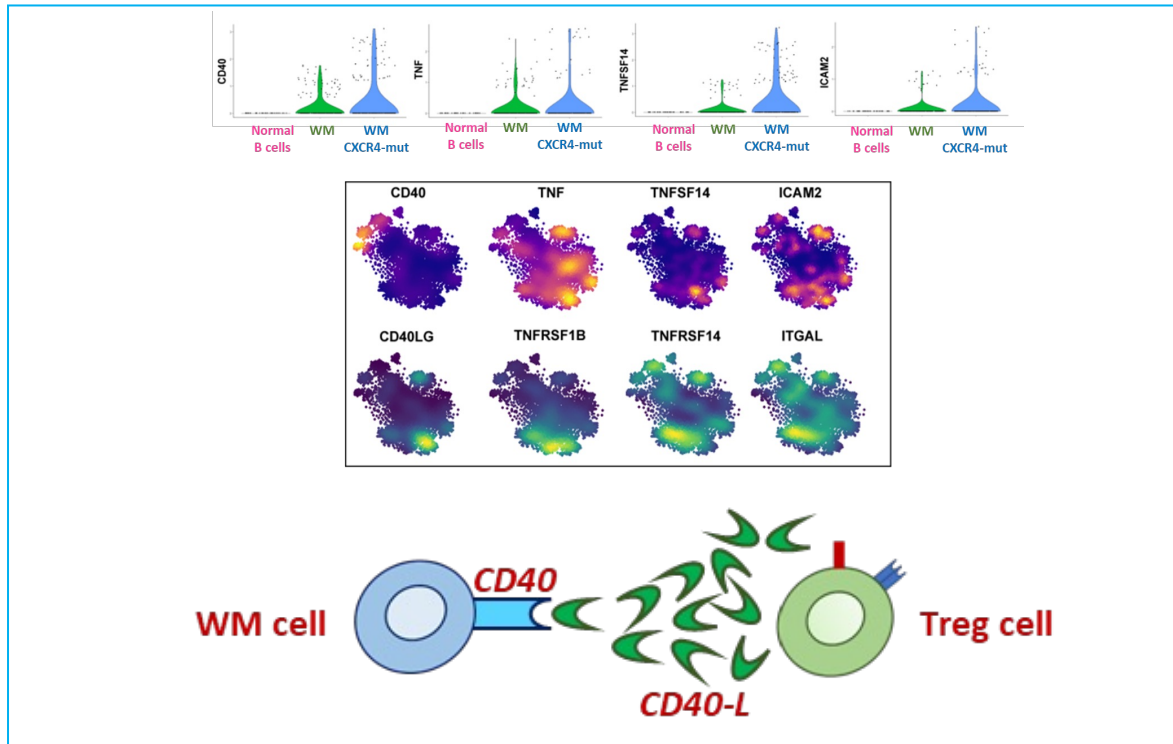 CD40
Normal
B cells
WM
WM
CXCR4-mut
TNF
Normal
B cells
WM
WM
CXCR4-mut
TNFSF14
Normal
B cells
WM
WM
CXCR4-mut
ICAM2
Normal
B cells
WM
WM
CXCR4-mut
CD40 TNF TNFSF14 ICAM2
CD40LG TNFRSF1B TNFRSF14 ITGAL
CD40
WM cell
Treg cell
CD40-L